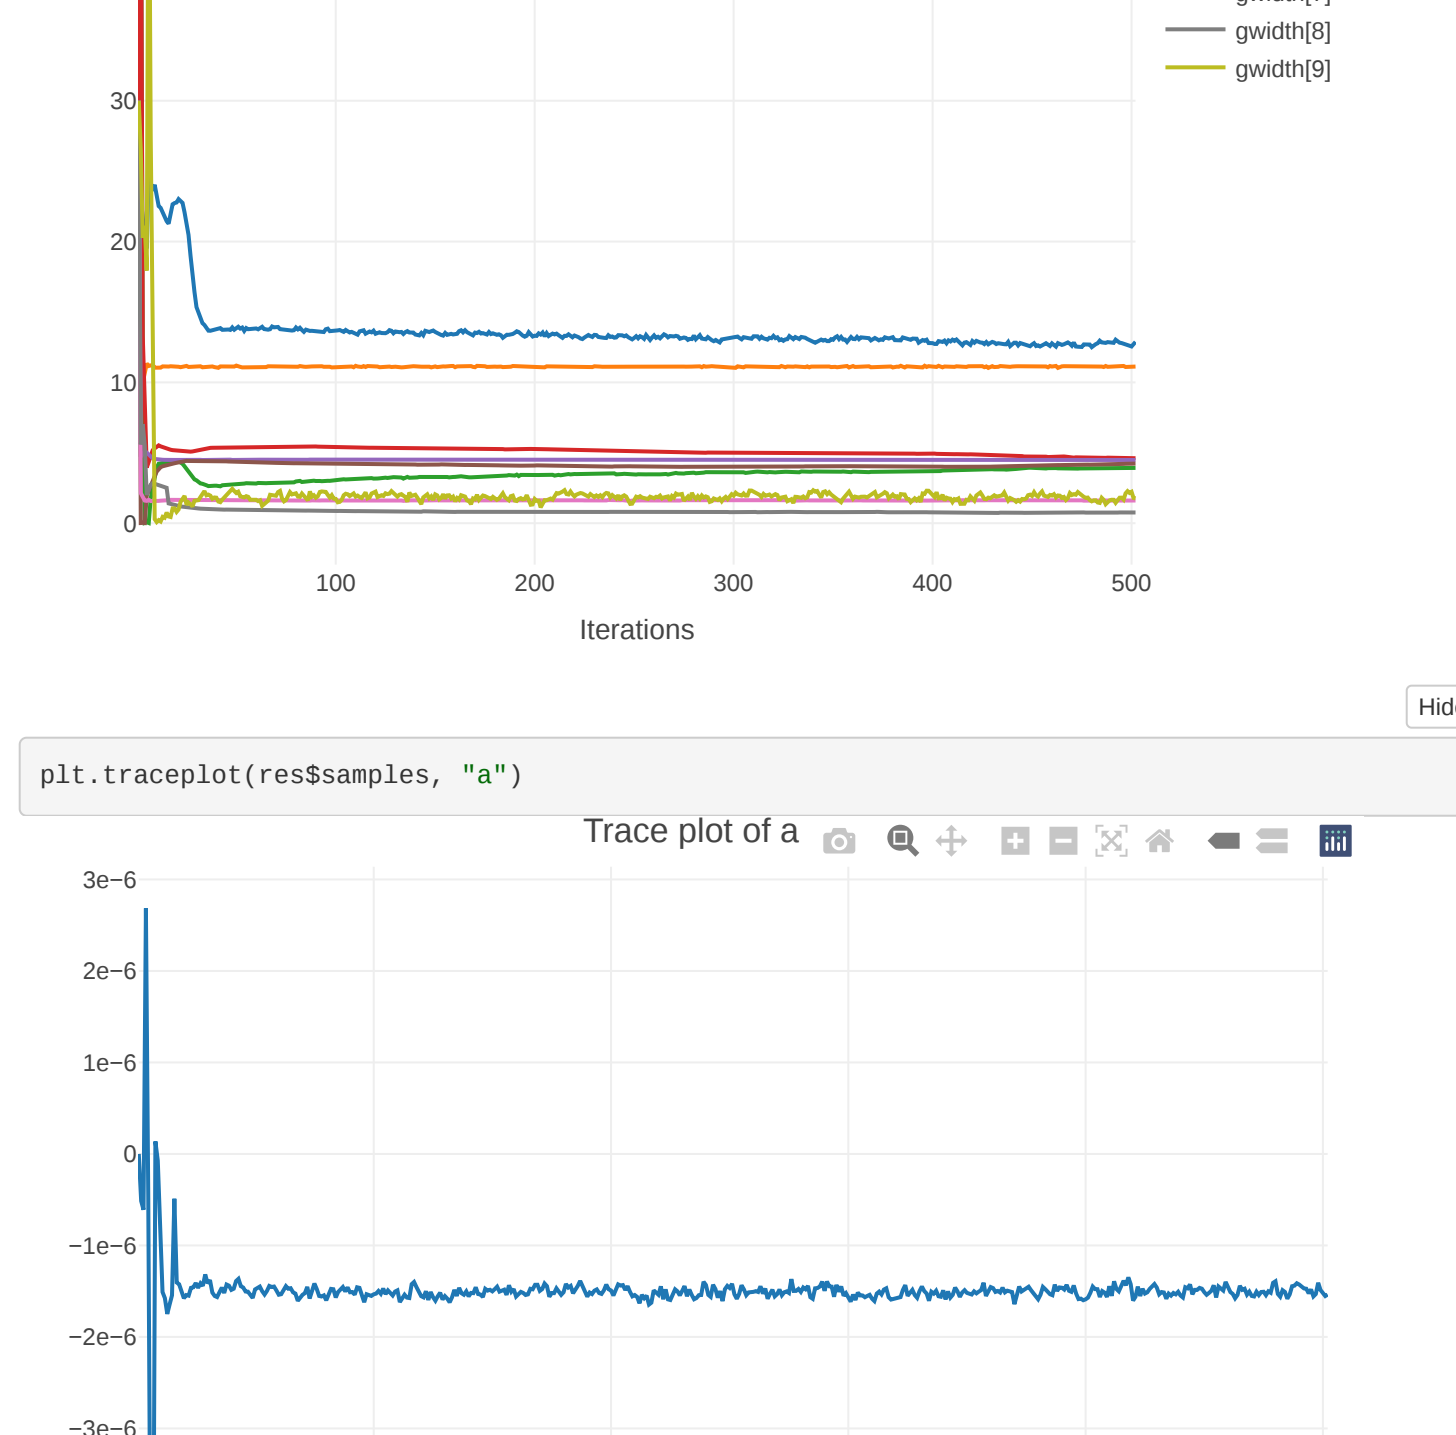 gwidth[8]
gwidth[9]
30
20
10
0
100 200 300 400 500
Iterations
plt.traceplot(res$samples, "a")
Trace plot of a
3e−6
2e−6
1e−6
0
−1e−6
−2e−6
−3e−6